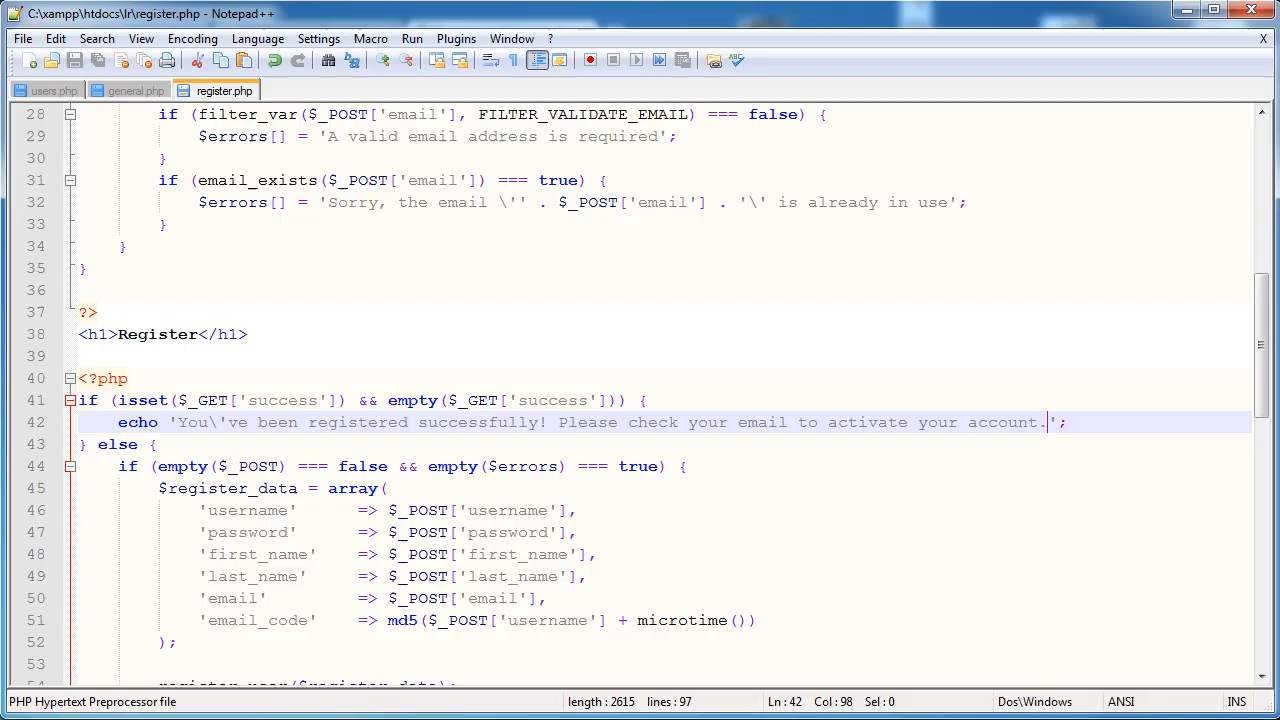 C:\xampp\htdocs\lr\register.php - Notepad++
File Edit Search View Encoding Language Settings Macro Run Plugins Window ? X
users.php general.php register.php
28 if (filter_var($_POST['email'], FILTER_VALIDATE_EMAIL) === false) {
29 $errors[] = 'A valid email address is required';
30 }
31 if (email_exists($_POST['email']) === true) {
32 $errors[] = 'Sorry, the email \'' . $_POST['email'] . '\' is already in use';
33 }
34 }
35 }
36
37 ?>
38 <h1>Register</h1>
39
40 <?php
41 if (isset($_GET['success']) && empty($_GET['success'])) {
42 echo 'You\'ve been registered successfully! Please check your email to activate your account.';
43 } else {
44 if (empty($_POST) === false && empty($errors) === true) {
45 $register_data = array(
46 'username' => $_POST['username'],
47 'password' => $_POST['password'],
48 'first_name' => $_POST['first_name'],
49 'last_name' => $_POST['last_name'],
50 'email' => $_POST['email'],
51 'email_code' => md5($_POST['username'] + microtime())
52 );
53
54 register_user($register_data);
PHP Hypertext Preprocessor file length : 2615 lines : 97 Ln : 42 Col : 98 Sel : 0 Dos\Windows ANSI INS